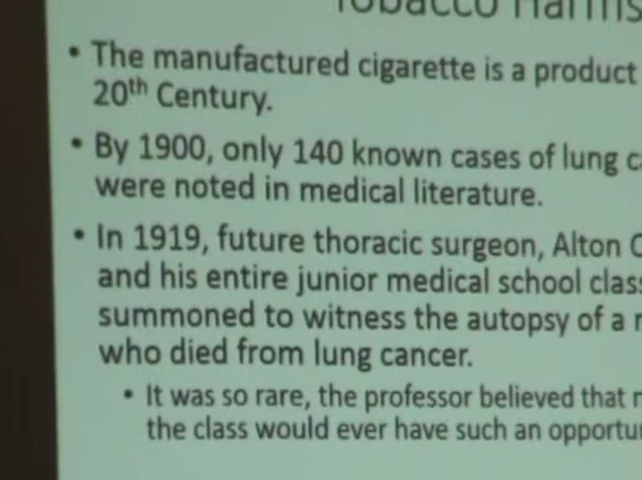 Tobacco Harms
• The manufactured cigarette is a product
20th Century.
• By 1900, only 140 known cases of lung
were noted in medical literature.
• In 1919, future thoracic surgeon, Alton
and his entire junior medical school class
summoned to witness the autopsy of a
who died from lung cancer.
• It was so rare, the professor believed that
the class would ever have such an